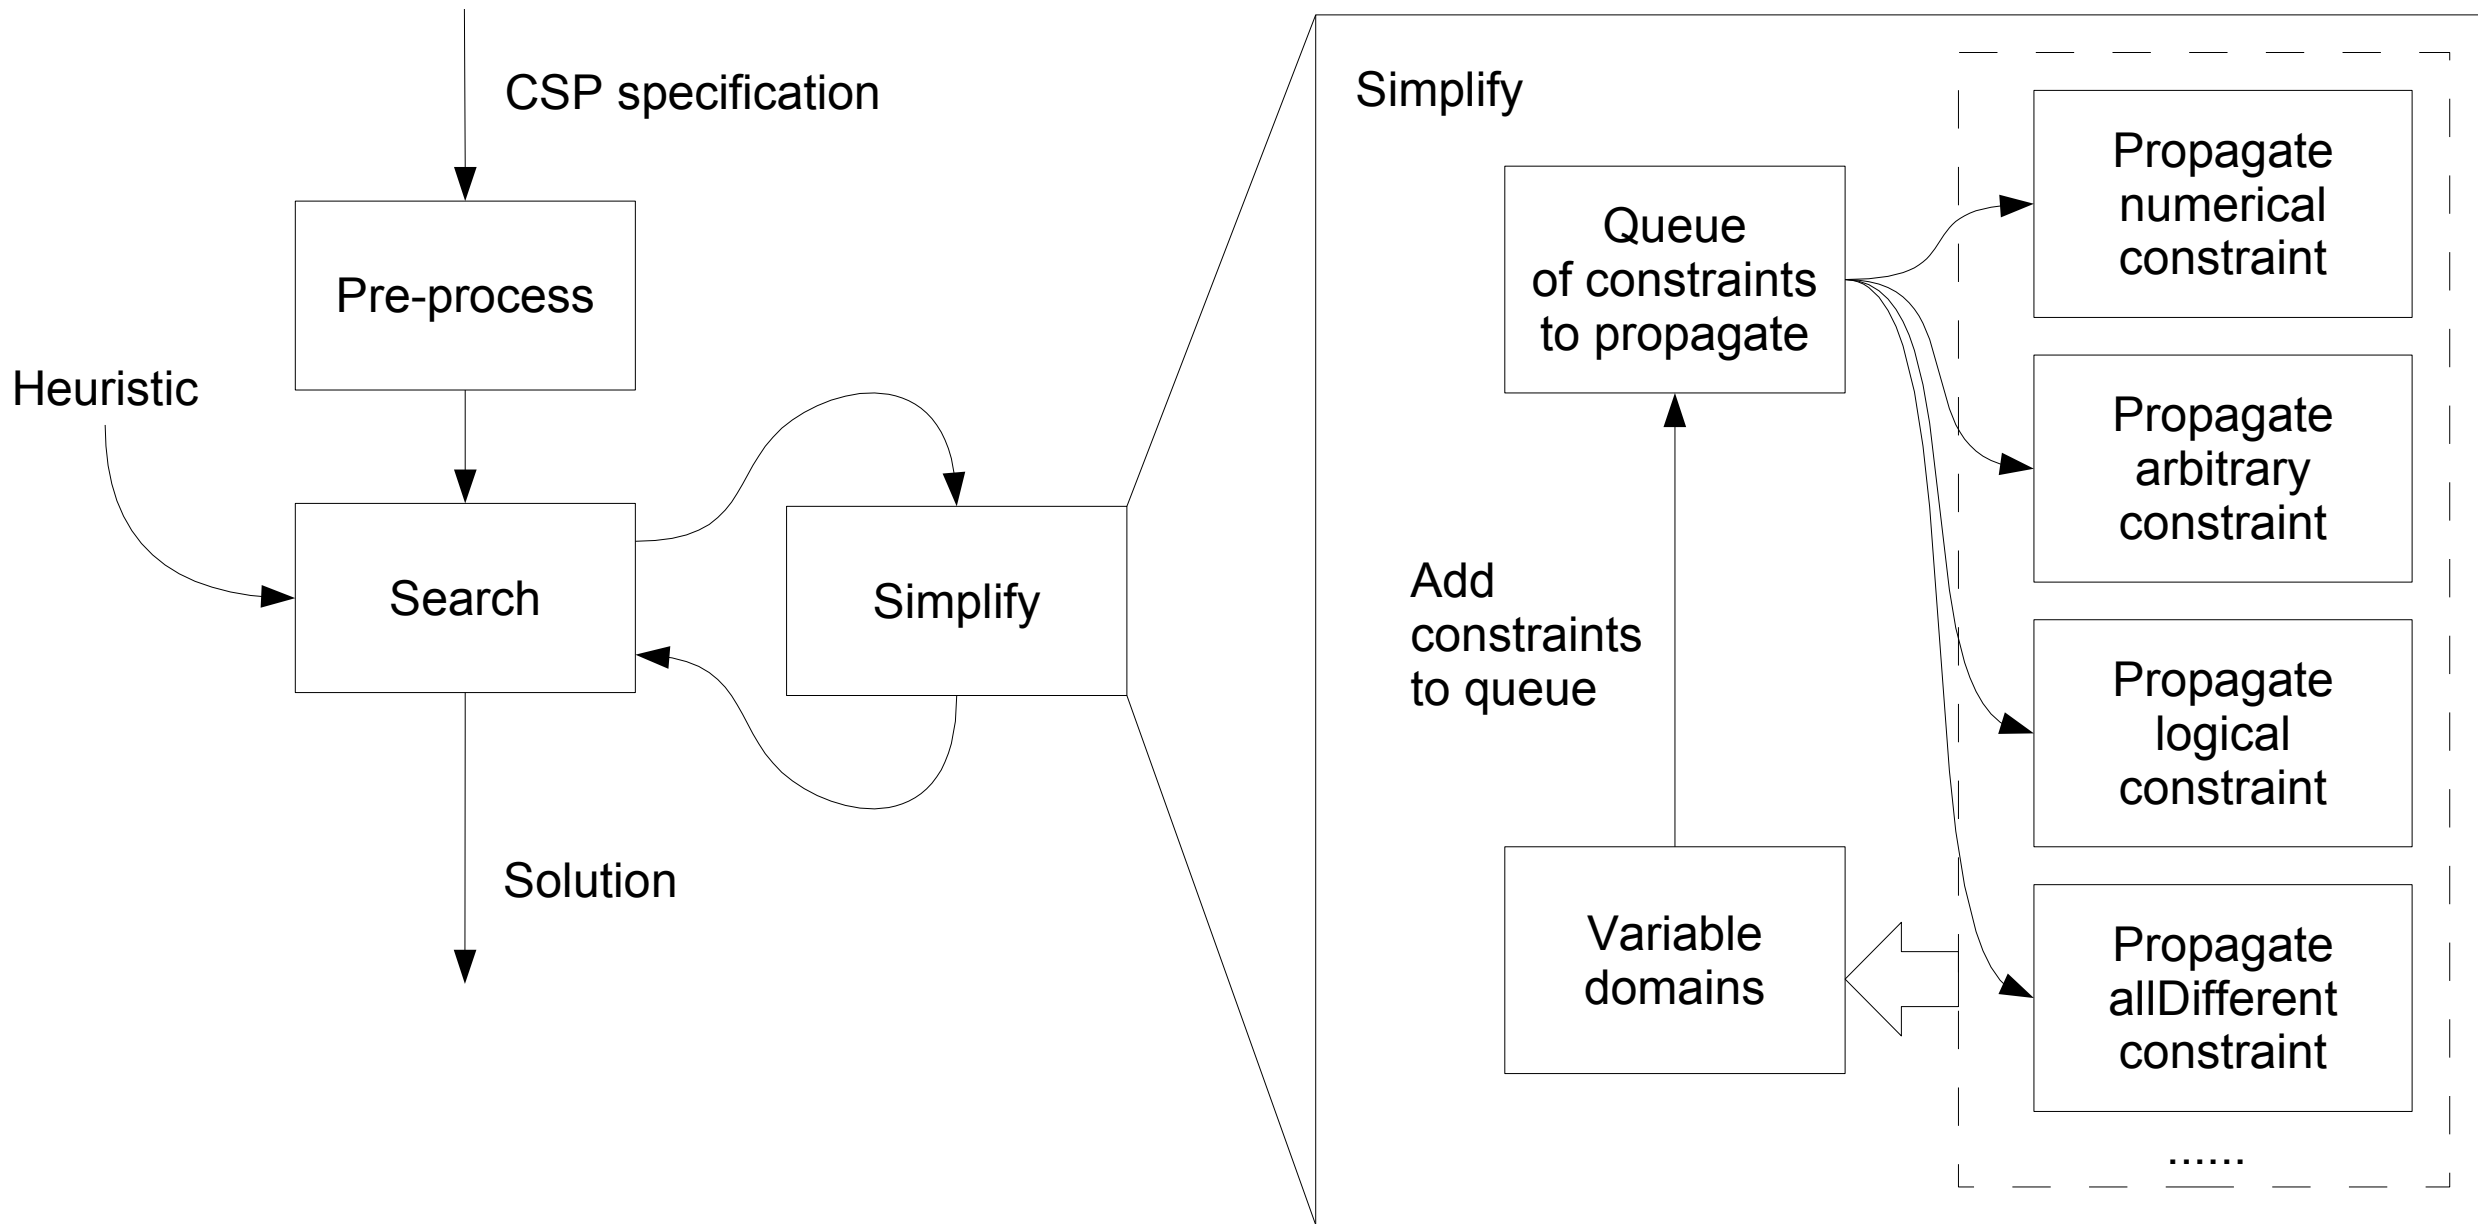 CSP specification
Pre-process
Heuristic
Search
Simplify
Solution
Simplify
Queue
of constraints
to propagate
Add
constraints
to queue
Variable
domains
Propagate
numerical
constraint
Propagate
arbitrary
constraint
Propagate
logical
constraint
Propagate
allDifferent
constraint
......